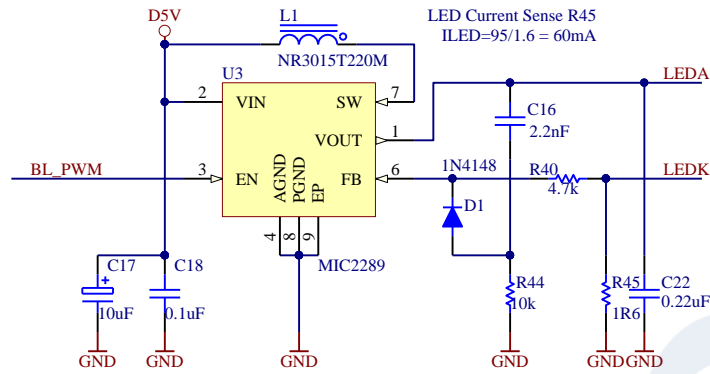 D5V
L1
LED Current Sense R45
ILED=95/1.6 = 60mA
NR3015T220M
U3
LEDA
2
VIN
SW
7
C16
2.2nF
VOUT
1
BL_PWM
3
EN
FB
6
1N4148
R40
4.7k
LEDK
AGND
PGND
EP
D1
4
8
9
MIC2289
C17
10uF
C18
0.1uF
R44
10k
R45
1R6
C22
0.22uF
GND
GND
GND
GND
GND
GND